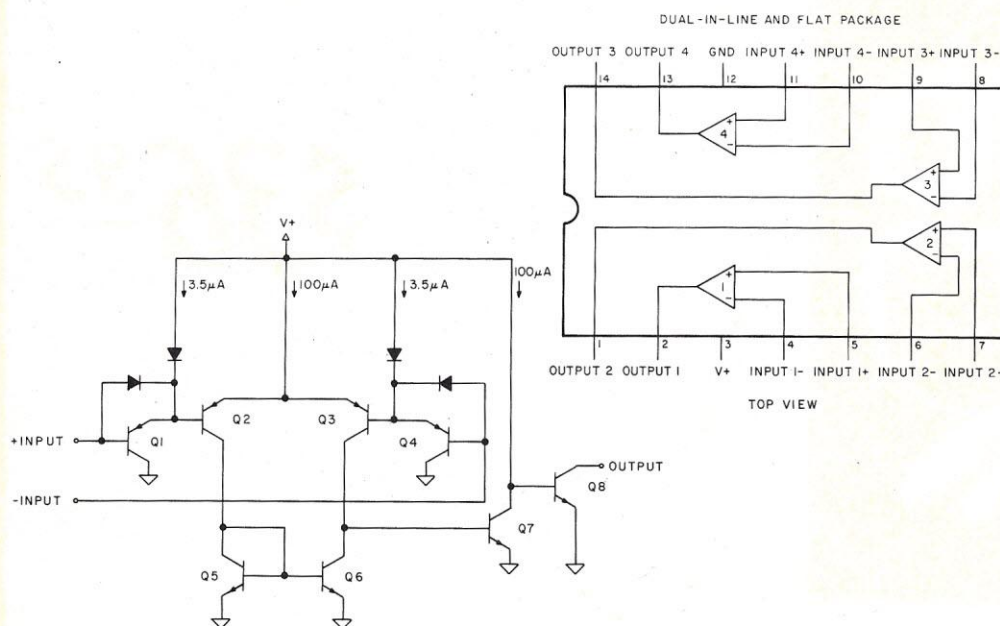 DUAL-IN-LINE AND FLAT PACKAGE
OUTPUT 3 OUTPUT 4 GND INPUT 4+ INPUT 4- INPUT 3+ INPUT 3-
14 13 12 11 10 9 8
+
4
-
+
3
-
+
2
-
+
1
-
1 2 3 4 5 6 7
OUTPUT 2 OUTPUT 1 V+ INPUT 1- INPUT 1+ INPUT 2- INPUT 2-
TOP VIEW
V+
3.5µA 100µA 3.5µA 100µA
Q2 Q3
+INPUT Q1 Q4
OUTPUT
Q8
-INPUT
Q7
Q5 Q6